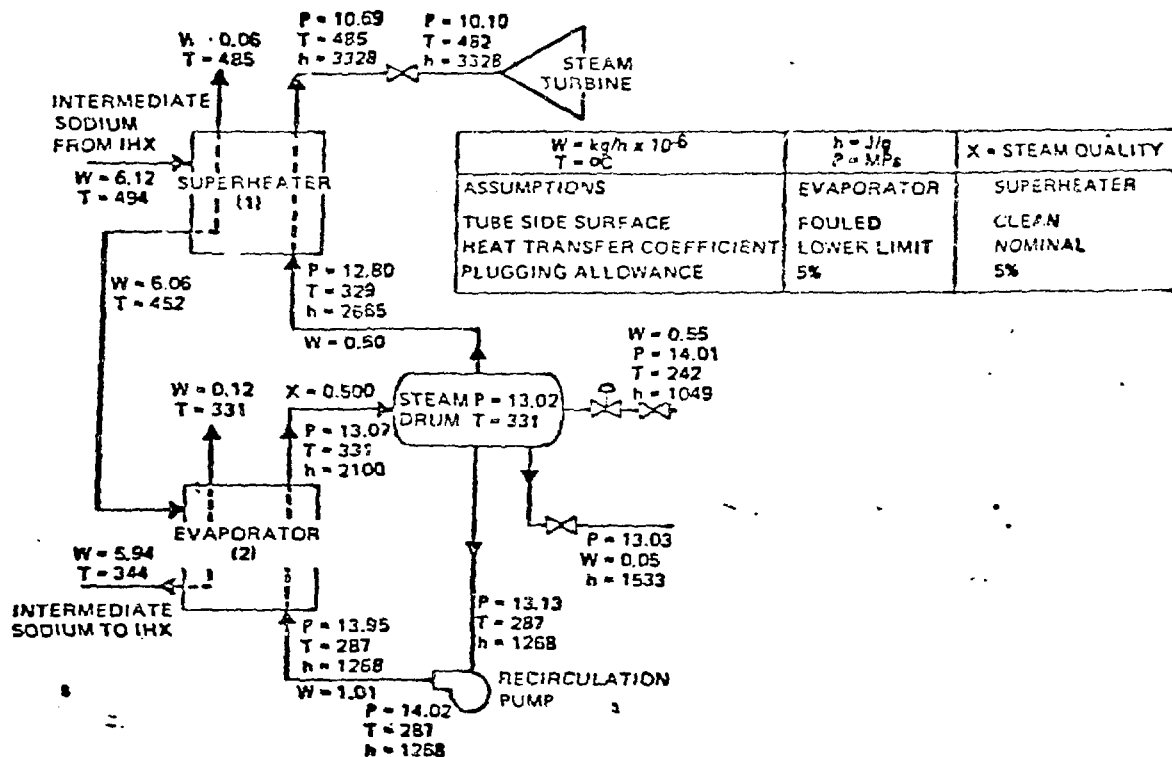 P = 10.69
T = 485
h = 3328
P = 10.10
T = 482
h = 3328
W · 0.06
T = 485
STEAM
TURBINE
INTERMEDIATE
SODIUM
FROM IHX
W = 6.12
T = 494
SUPERHEATER
(1)
W = kg/h x 10-6
T = ºC
h = J/g
P = MPa
X = STEAM QUALITY
ASSUMPTIONS
EVAPORATOR
SUPERHEATER
TUBE SIDE SURFACE
FOULED
CLEAN
HEAT TRANSFER COEFFICIENT
LOWER LIMIT
NOMINAL
PLUGGING ALLOWANCE
5%
5%
P = 12.80
T = 329
h = 2665
W = 0.50
W = 6.06
T = 452
W = 0.55
P = 14.01
T = 242
h = 1049
W = 0.12
T = 331
X = 0.500
STEAM P = 13.02
DRUM T = 331
P = 13.07
T = 331
h = 2100
EVAPORATOR
(2)
W = 5.94
T = 344
INTERMEDIATE
SODIUM TO IHX
P = 13.03
W = 0.05
h = 1533
P = 13.13
T = 287
h = 1268
P = 13.95
T = 287
h = 1268
W = 1.01
RECIRCULATION
PUMP
P = 14.02
T = 287
h = 1268